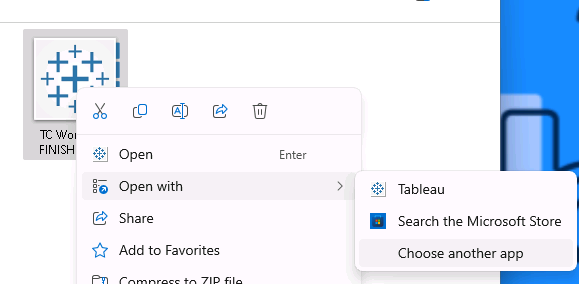 TC Wor
FINISH
Open Enter
Open with
Share
Add to Favorites
Compress to ZIP file
Tableau
Search the Microsoft Store
Choose another app